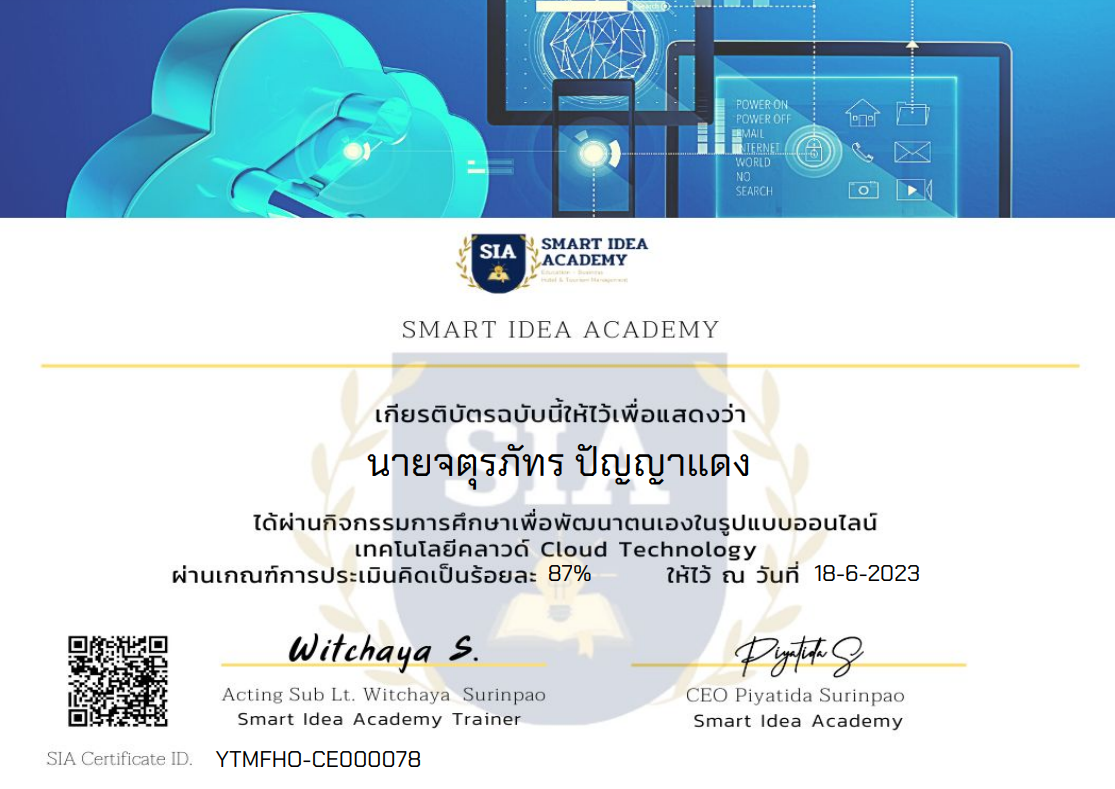 Search
POWER ON
POWER OFF
EMAIL
INTERNET
WORLD
NO
SEARCH
SIA
SMART IDEA
ACADEMY
Education - Business
Hotel & Tourism Management
SMART IDEA ACADEMY
SIA
เกียรติบัตรฉบับนี้ให้ไว้เพื่อแสดงว่า
นายจตุรภัทร ปัญญาแดง
ได้ผ่านกิจกรรมการศึกษาเพื่อพัฒนาตนเองในรูปแบบออนไลน์
เทคโนโลยีคลาวด์ Cloud Technology
ผ่านเกณฑ์การประเมินคิดเป็นร้อยละ 87% ให้ไว้ ณ วันที่ 18-6-2023
Witchaya S. Piyatida S
Acting Sub Lt. Witchaya Surinpao CEO Piyatida Surinpao
Smart Idea Academy Trainer Smart Idea Academy
SIA Certificate ID. YTMFHO-CE000078